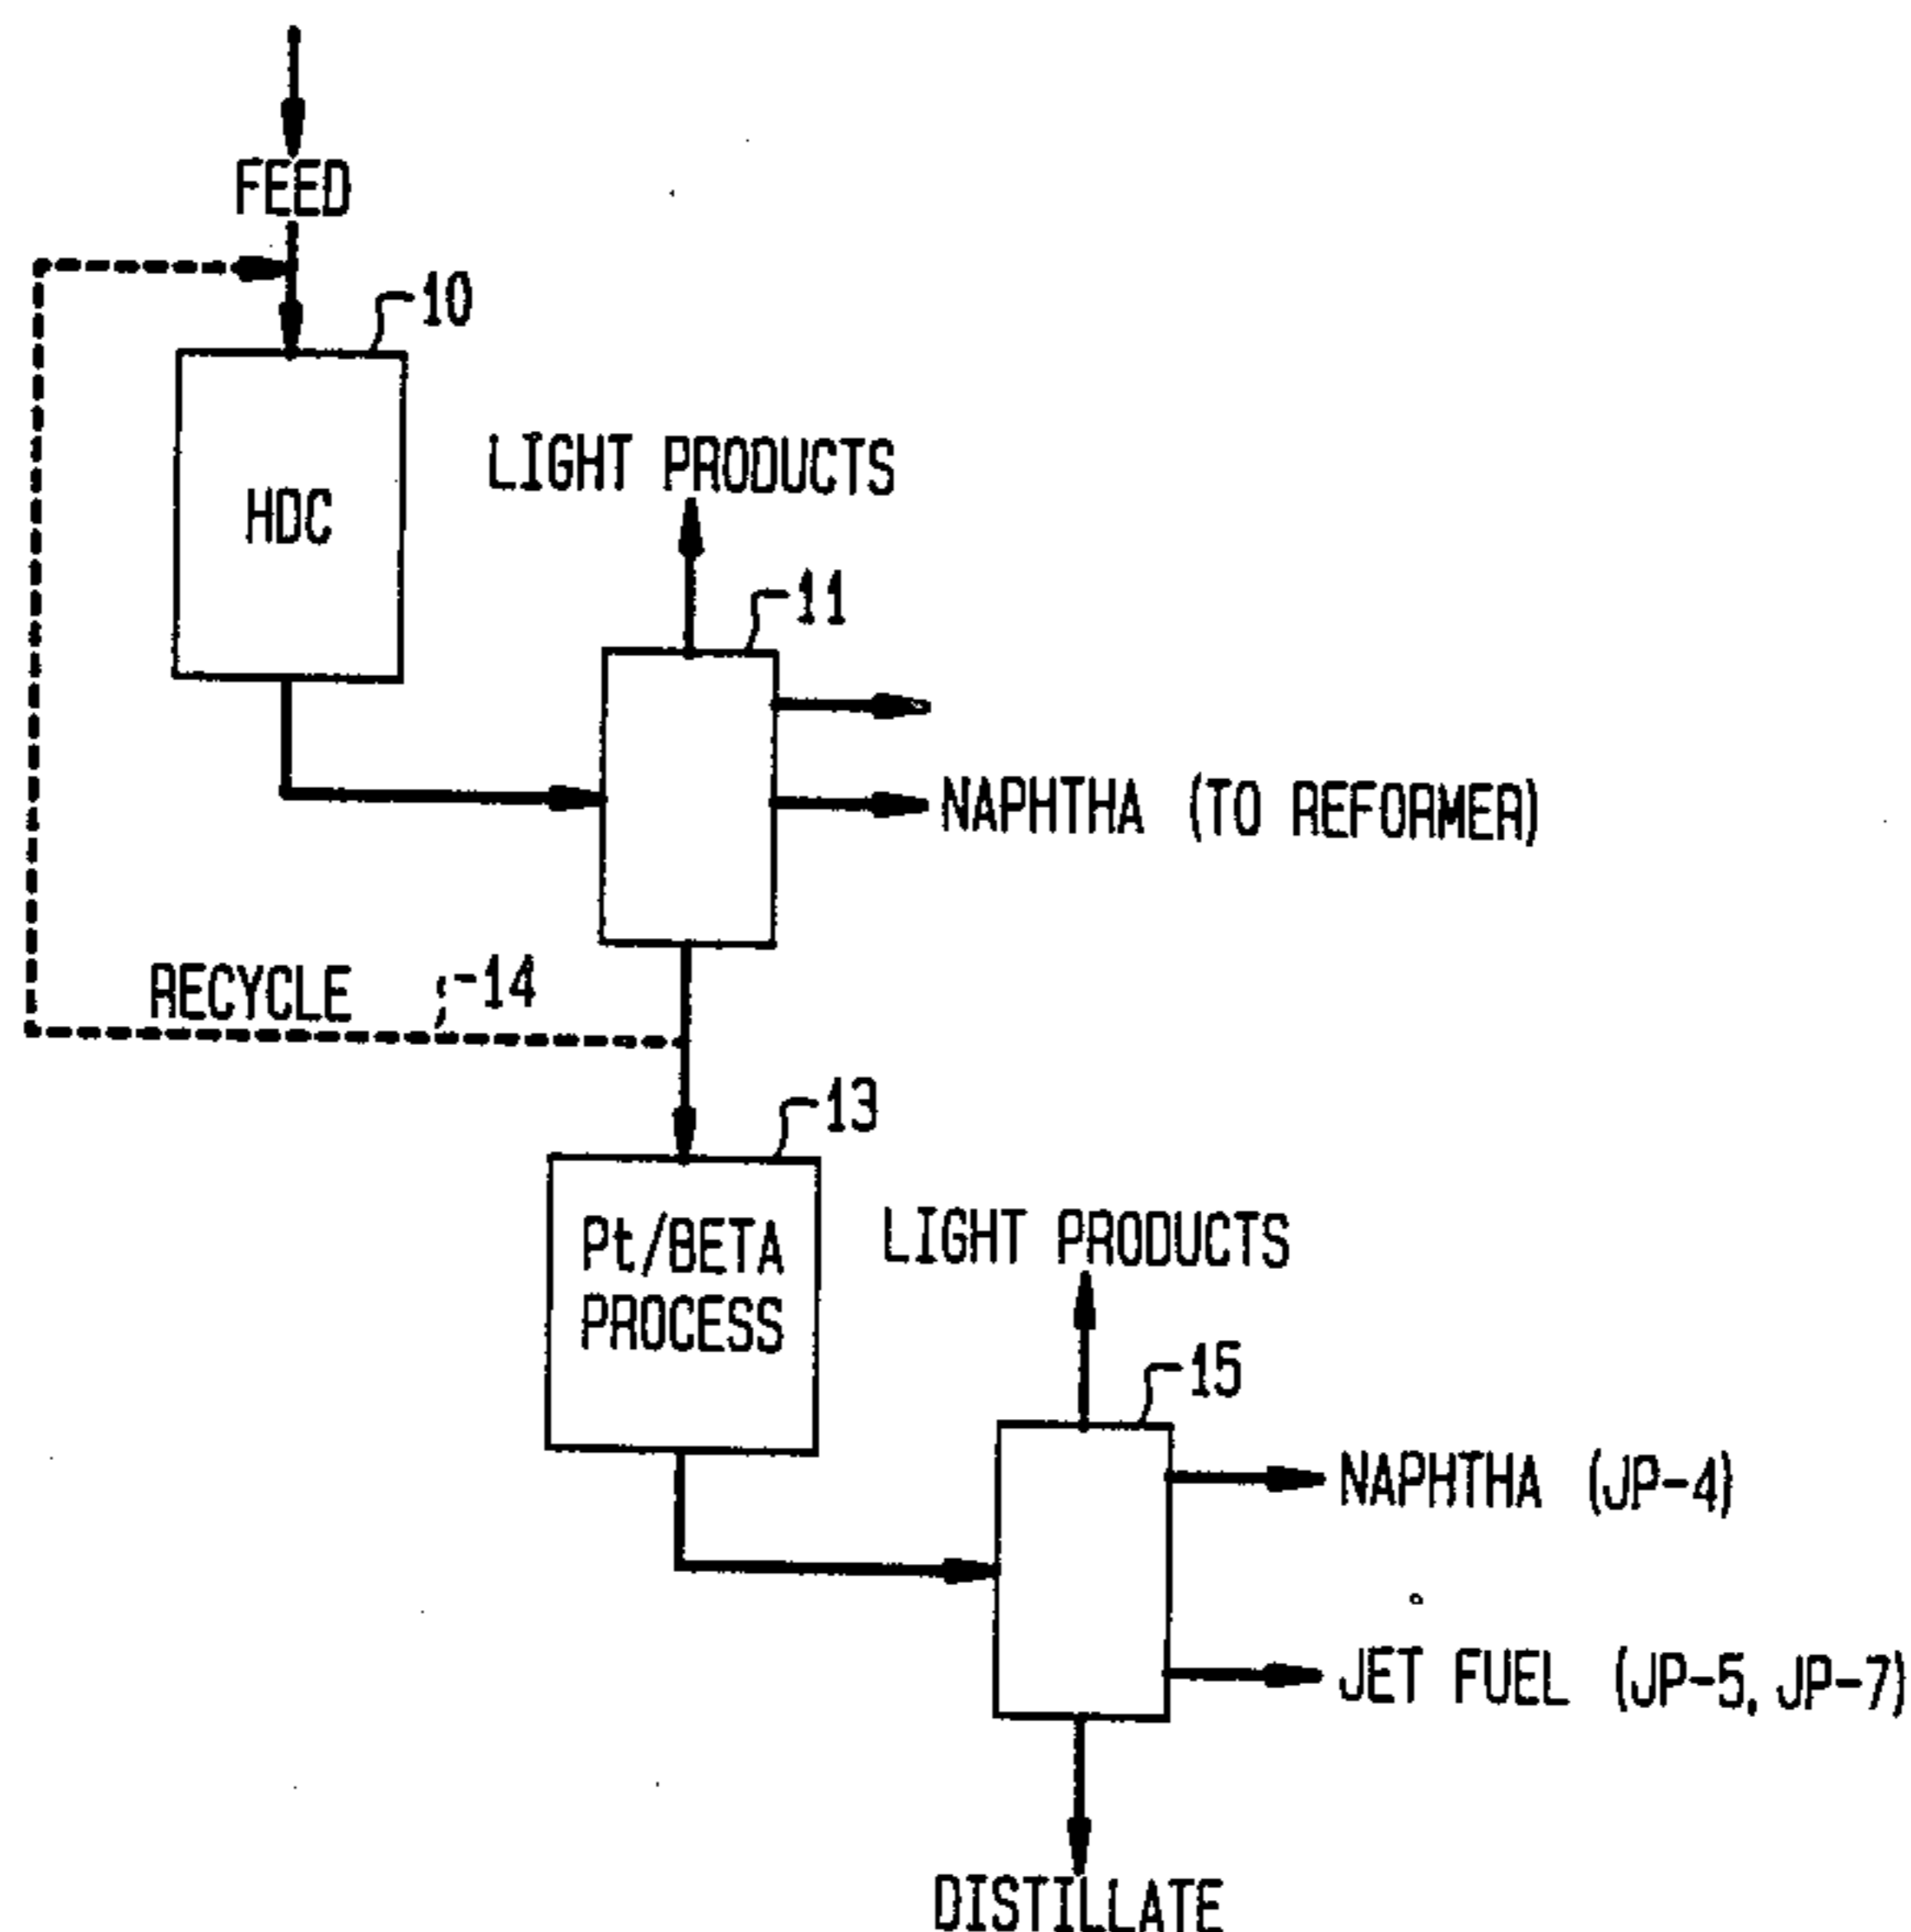 FEED
10
HDC
LIGHT PRODUCTS
11
NAPHTHA (TO REFORMER)
RECYCLE
14
13
Pt/BETA
PROCESS
LIGHT PRODUCTS
15
NAPHTHA (JP-4)
JET FUEL (JP-5, JP-7)
DISTILLATE